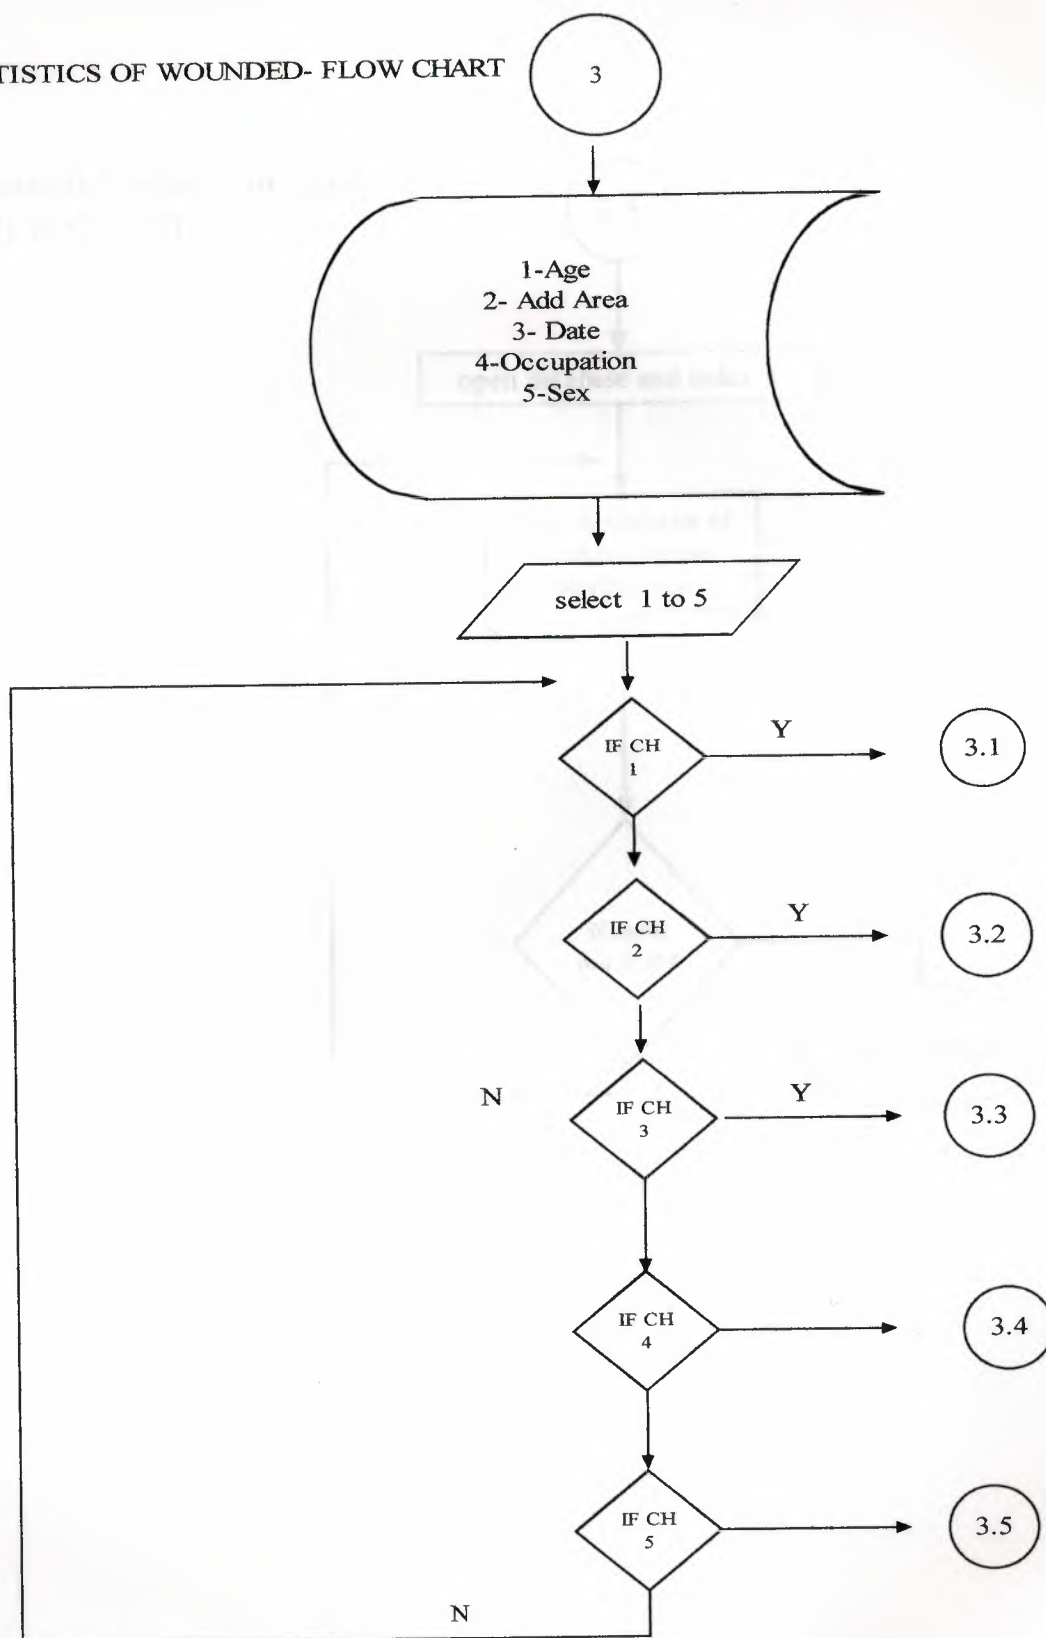 TISTICS OF WOUNDED- FLOW CHART
3
1-Age
2- Add Area
3- Date
4-Occupation
5-Sex
select 1 to 5
IF CH
1
Y
3.1
IF CH
2
Y
3.2
N
IF CH
3
Y
3.3
IF CH
4
3.4
IF CH
5
3.5
N